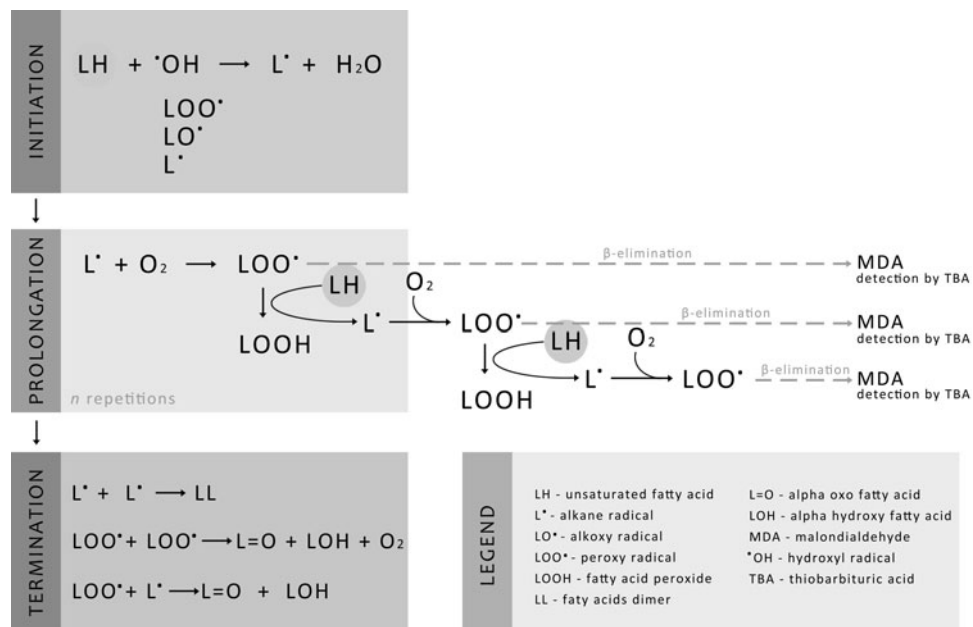 INITIATION
LH + •OH → L• + H₂O
LOO•
LO•
L•
PROLONGATION
L• + O₂ → LOO•
β-elimination
MDA
detection by TBA
LH
O₂
LOOH
L•
LOO•
β-elimination
MDA
detection by TBA
LH
O₂
LOOH
L•
LOO•
β-elimination
MDA
detection by TBA
n repetitions
TERMINATION
L• + L• → LL
LOO• + LOO• → L=O + LOH + O₂
LOO• + L• → L=O + LOH
LEGEND
LH - unsaturated fatty acid
L• - alkane radical
LO• - alkoxy radical
LOO• - peroxy radical
LOOH - fatty acid peroxide
LL - faty acids dimer
L=O - alpha oxo fatty acid
LOH - alpha hydroxy fatty acid
MDA - malondialdehyde
•OH - hydroxyl radical
TBA - thiobarbituric acid